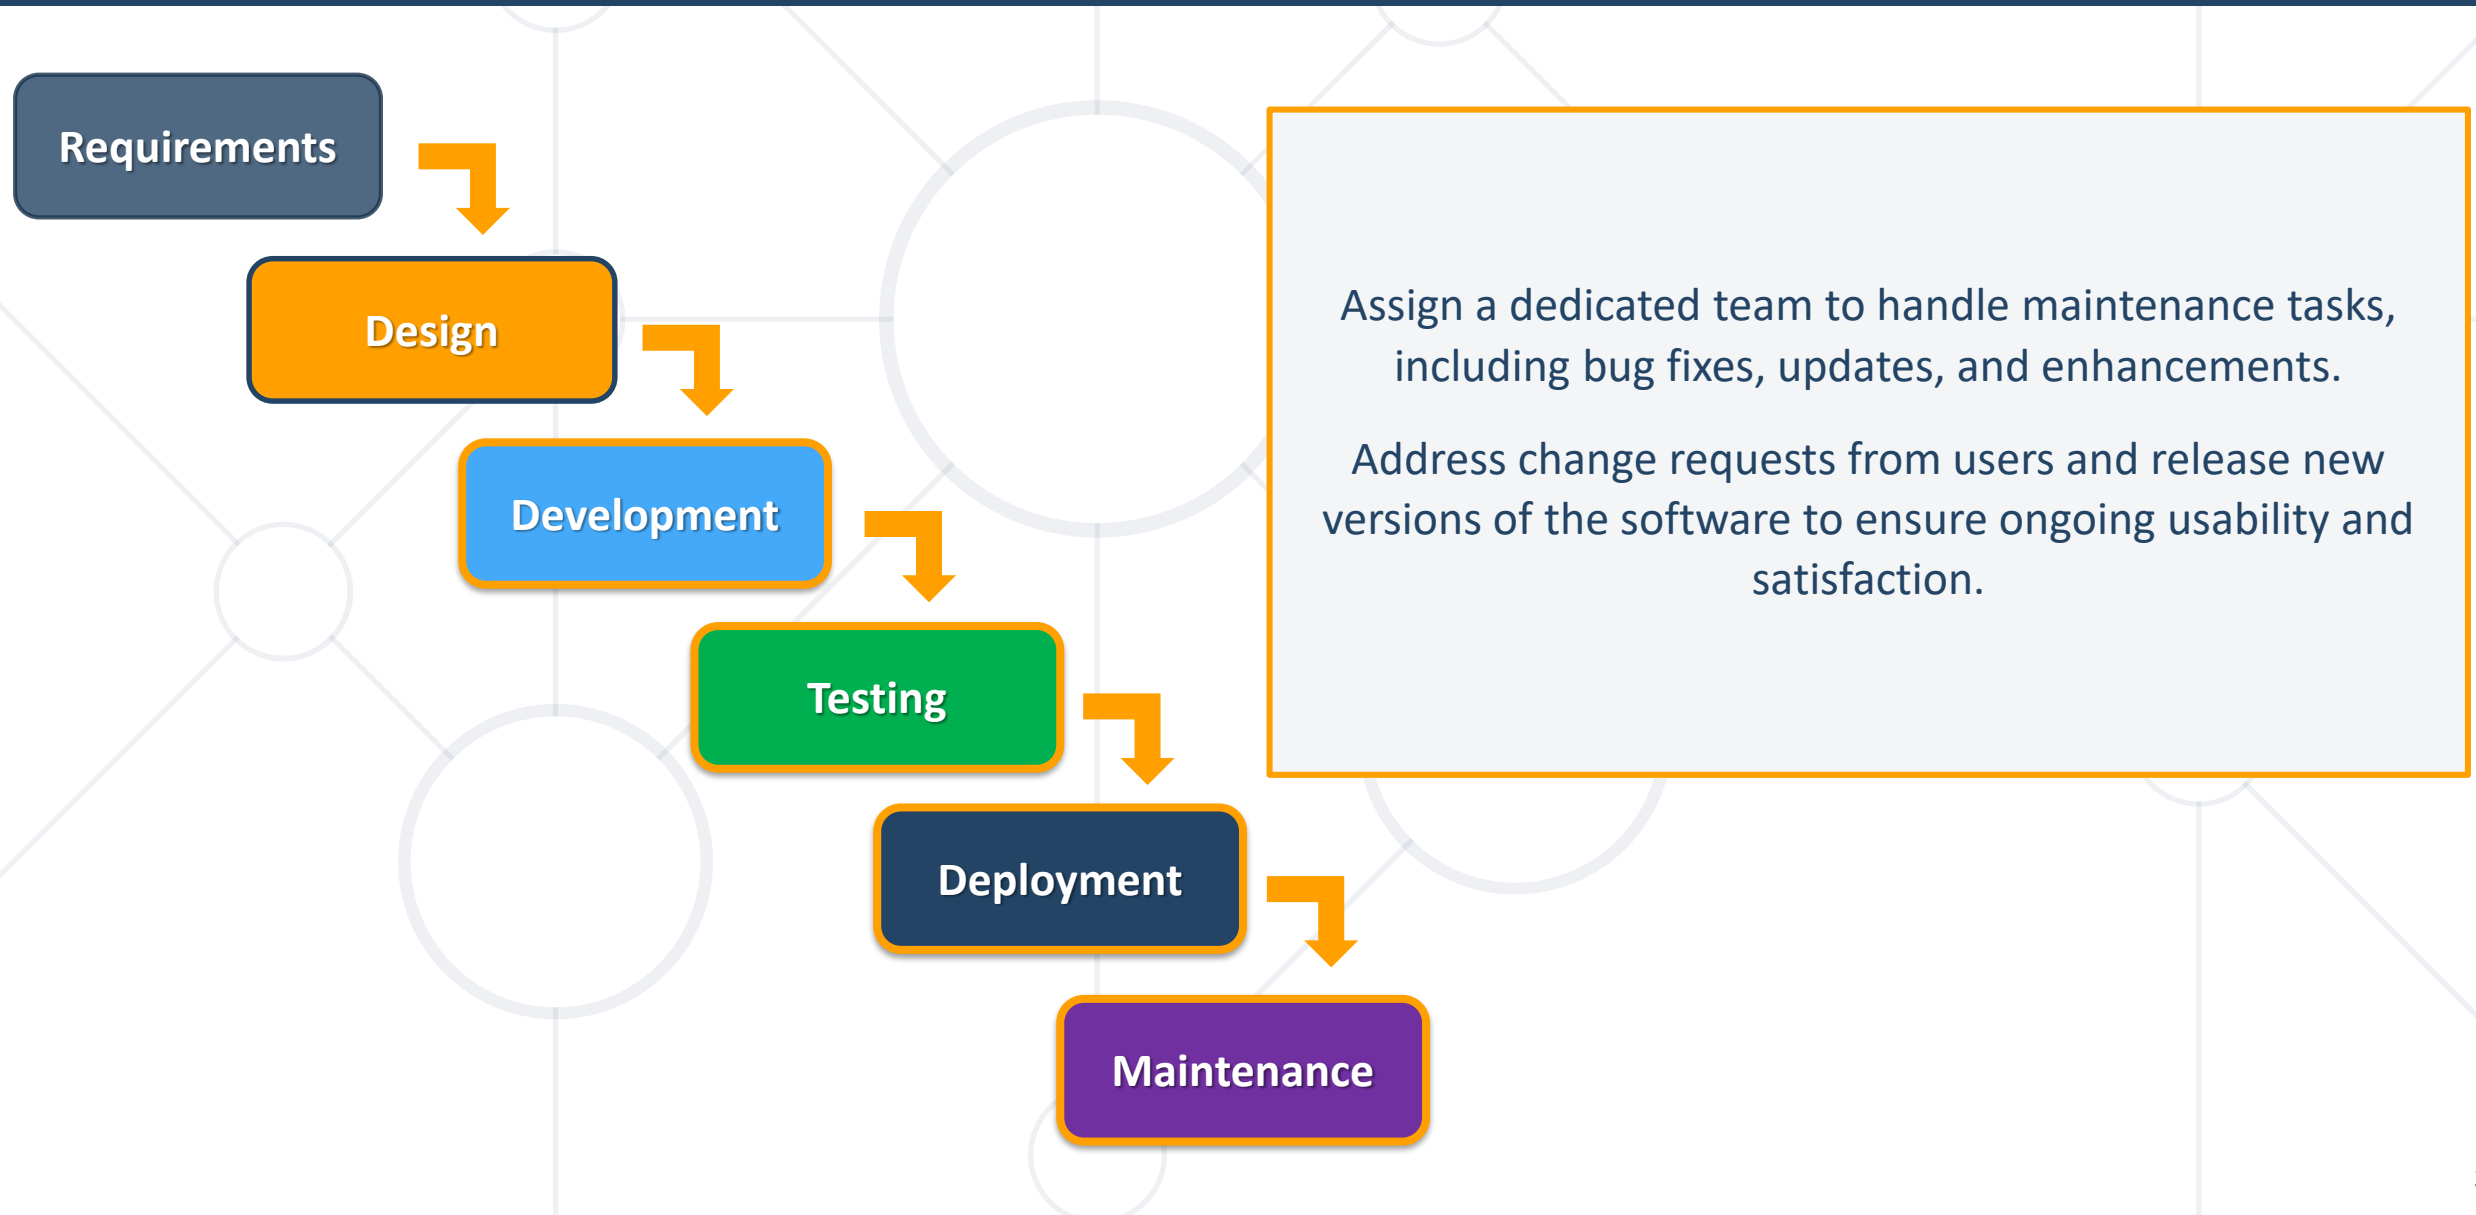 Requirements
Design
Development
Testing
Deployment
Maintenance
Assign a dedicated team to handle maintenance tasks,
including bug fixes, updates, and enhancements.
Address change requests from users and release new
versions of the software to ensure ongoing usability and
satisfaction.